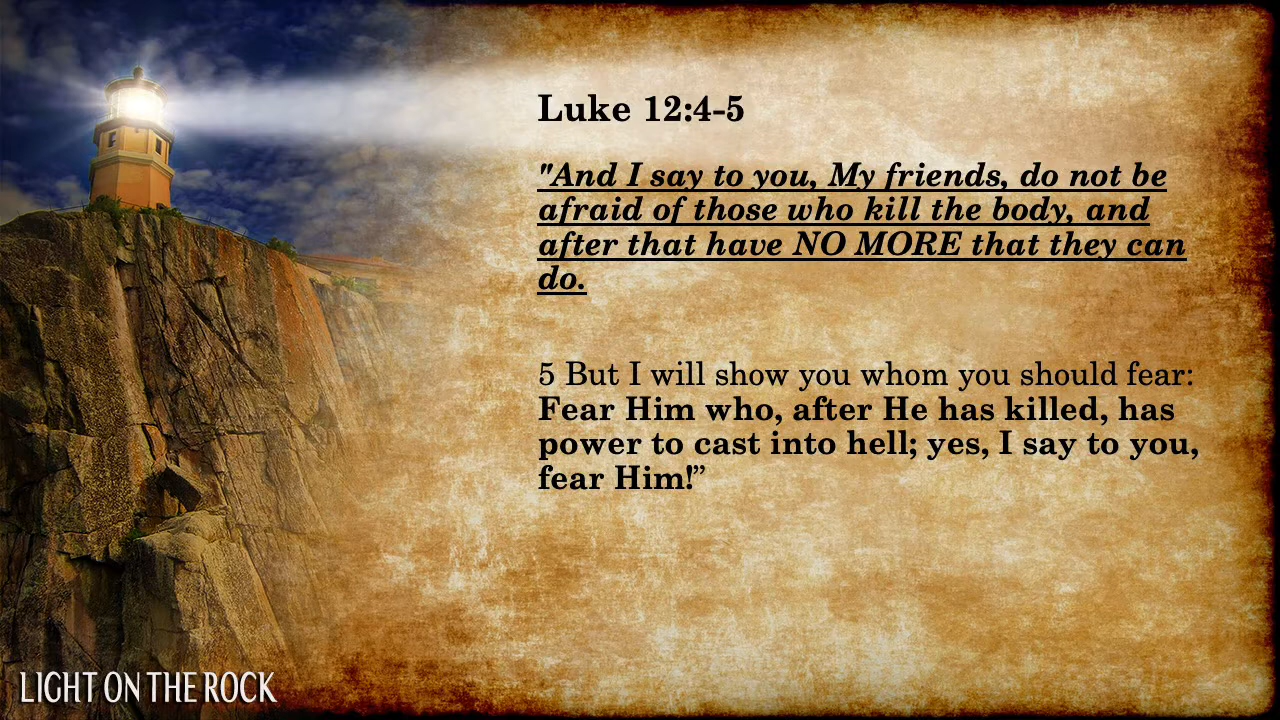 Luke 12:4-5
"And I say to you, My friends, do not be
afraid of those who kill the body, and
after that have NO MORE that they can
do.
5 But I will show you whom you should fear:
Fear Him who, after He has killed, has
power to cast into hell; yes, I say to you,
fear Him!”
LIGHT ON THE ROCK